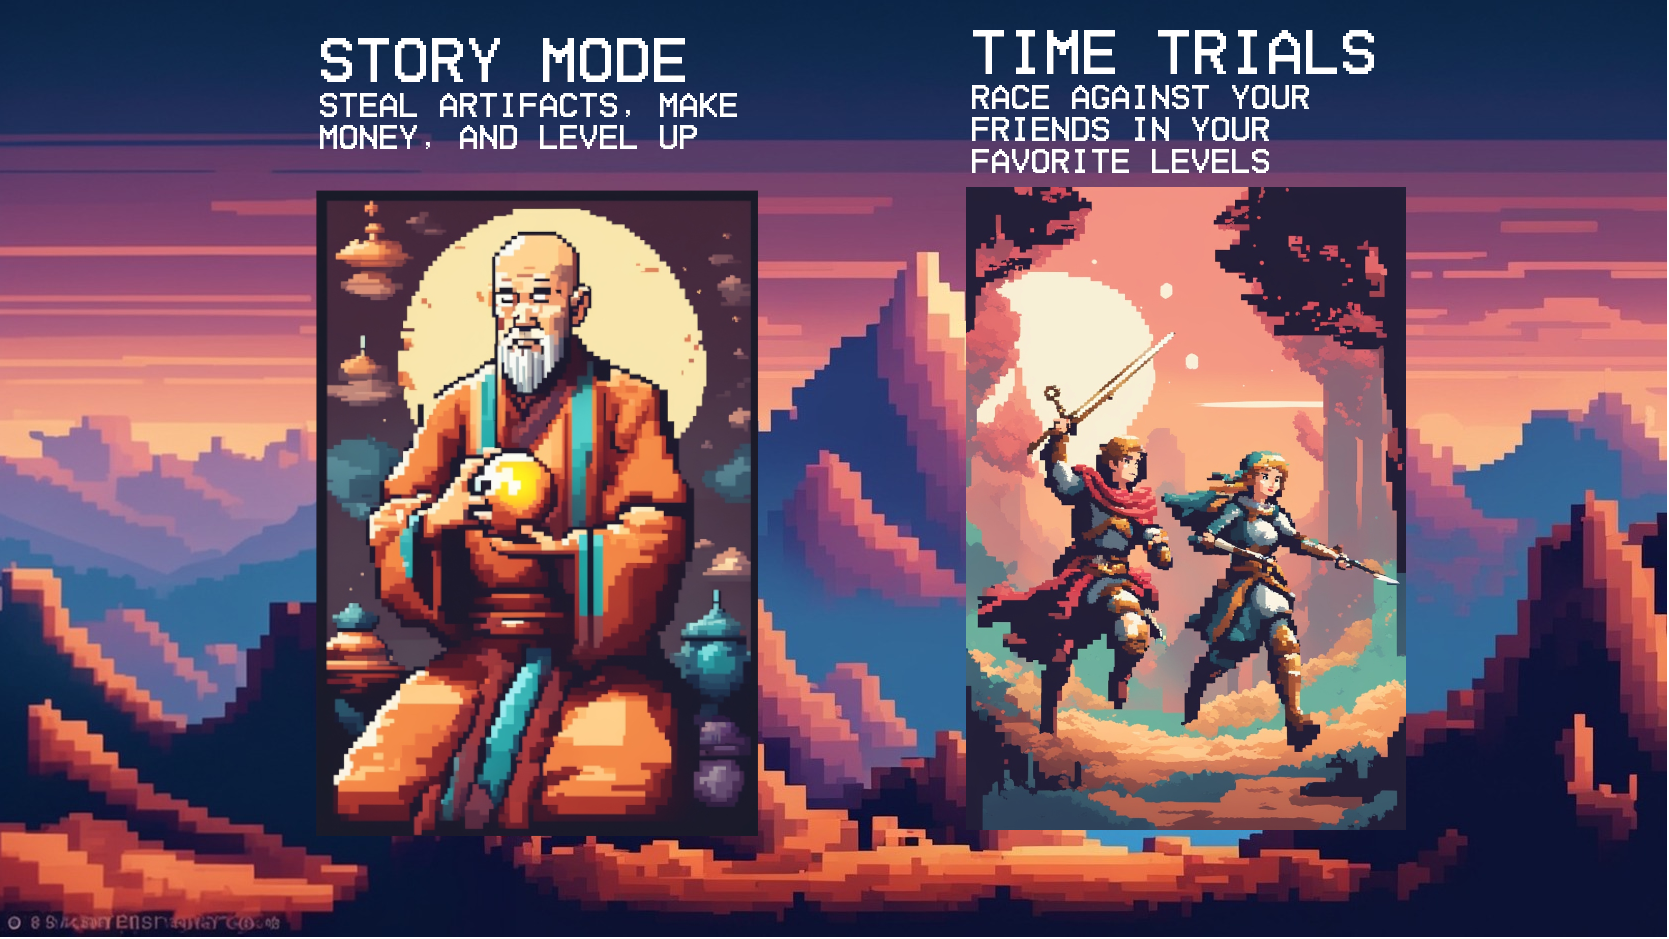 STORY MODE
STEAL ARTIFACTS, MAKE
MONEY, AND LEVEL UP
TIME TRIALS
RACE AGAINST YOUR
FRIENDS IN YOUR
FAVORITE LEVELS